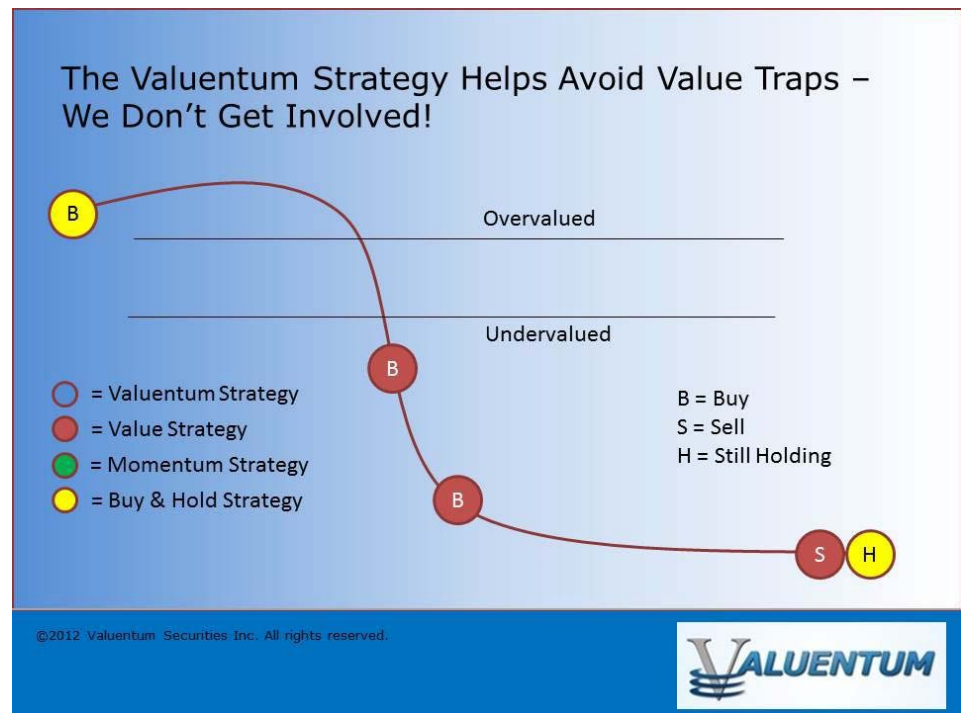 The Valuentum Strategy Helps Avoid Value Traps –
We Don't Get Involved!
B
Overvalued
Undervalued
B
= Valuentum Strategy
= Value Strategy
= Momentum Strategy
= Buy & Hold Strategy
B = Buy
S = Sell
H = Still Holding
B
S
H
©2012 Valuentum Securities Inc. All rights reserved.
VALUENTUM